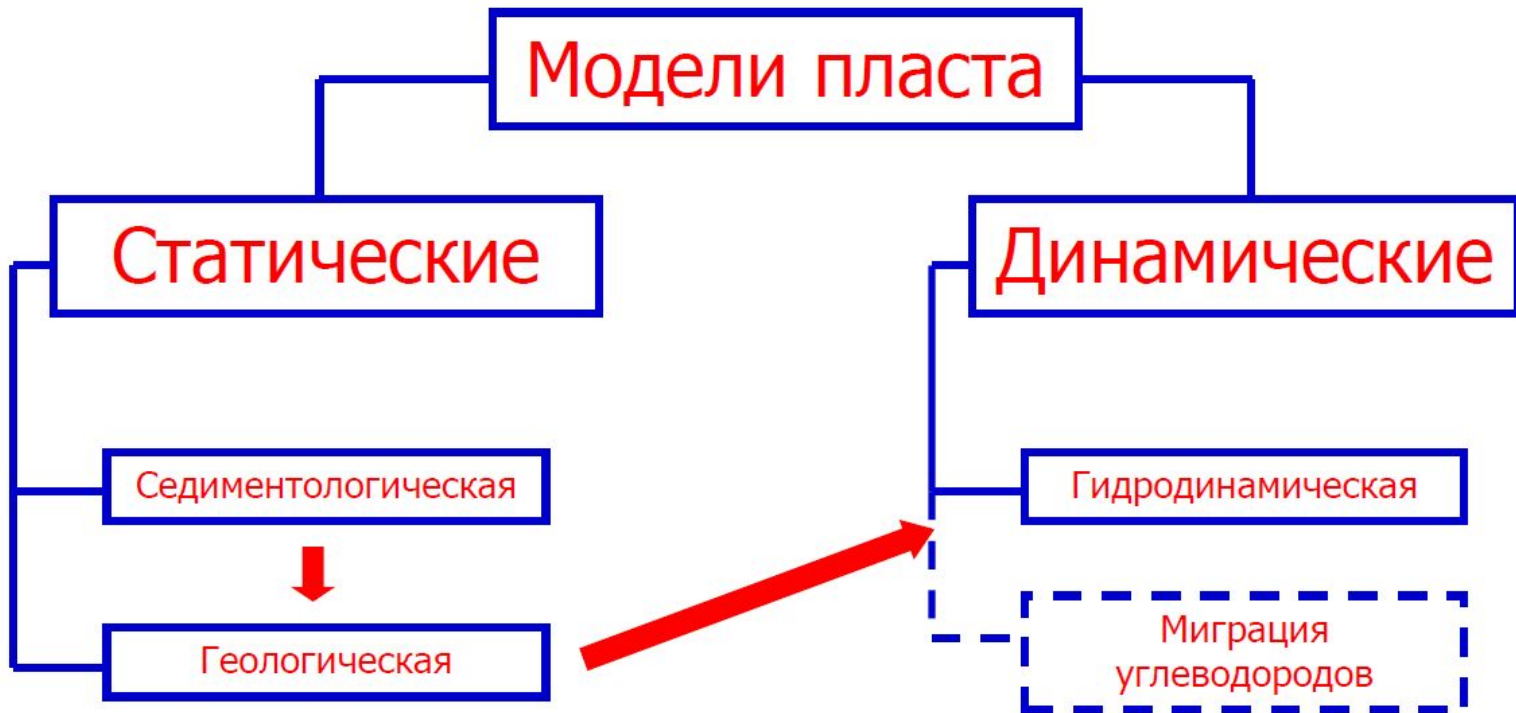 Модели пласта
Статические
Динамические
Седиментологическая
Гидродинамическая
Геологическая
Миграция
углеводородов